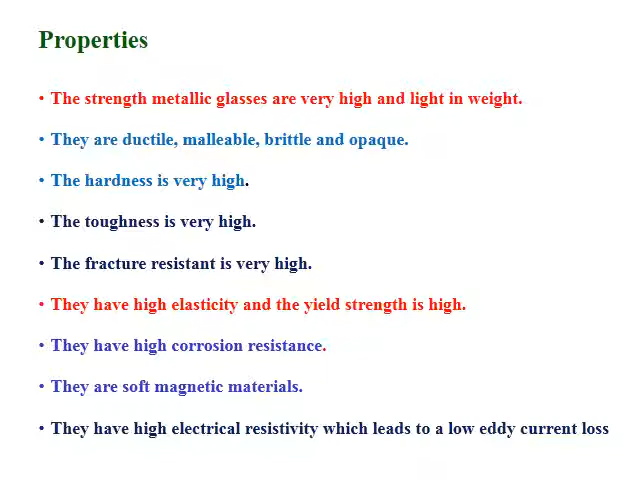 Properties
• The strength metallic glasses are very high and light in weight.
• They are ductile, malleable, brittle and opaque.
• The hardness is very high.
• The toughness is very high.
• The fracture resistant is very high.
• They have high elasticity and the yield strength is high.
• They have high corrosion resistance.
• They are soft magnetic materials.
• They have high electrical resistivity which leads to a low eddy current loss